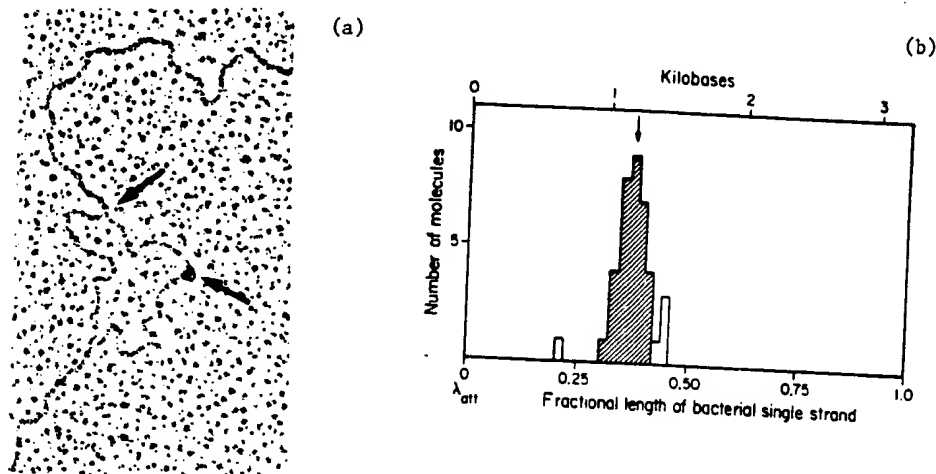 (a)
(b)
Kilobases
0 1 2 3
10
5
Number of molecules
0 0.25 0.50 0.75 1.0
λatt
Fractional length of bacterial single strand